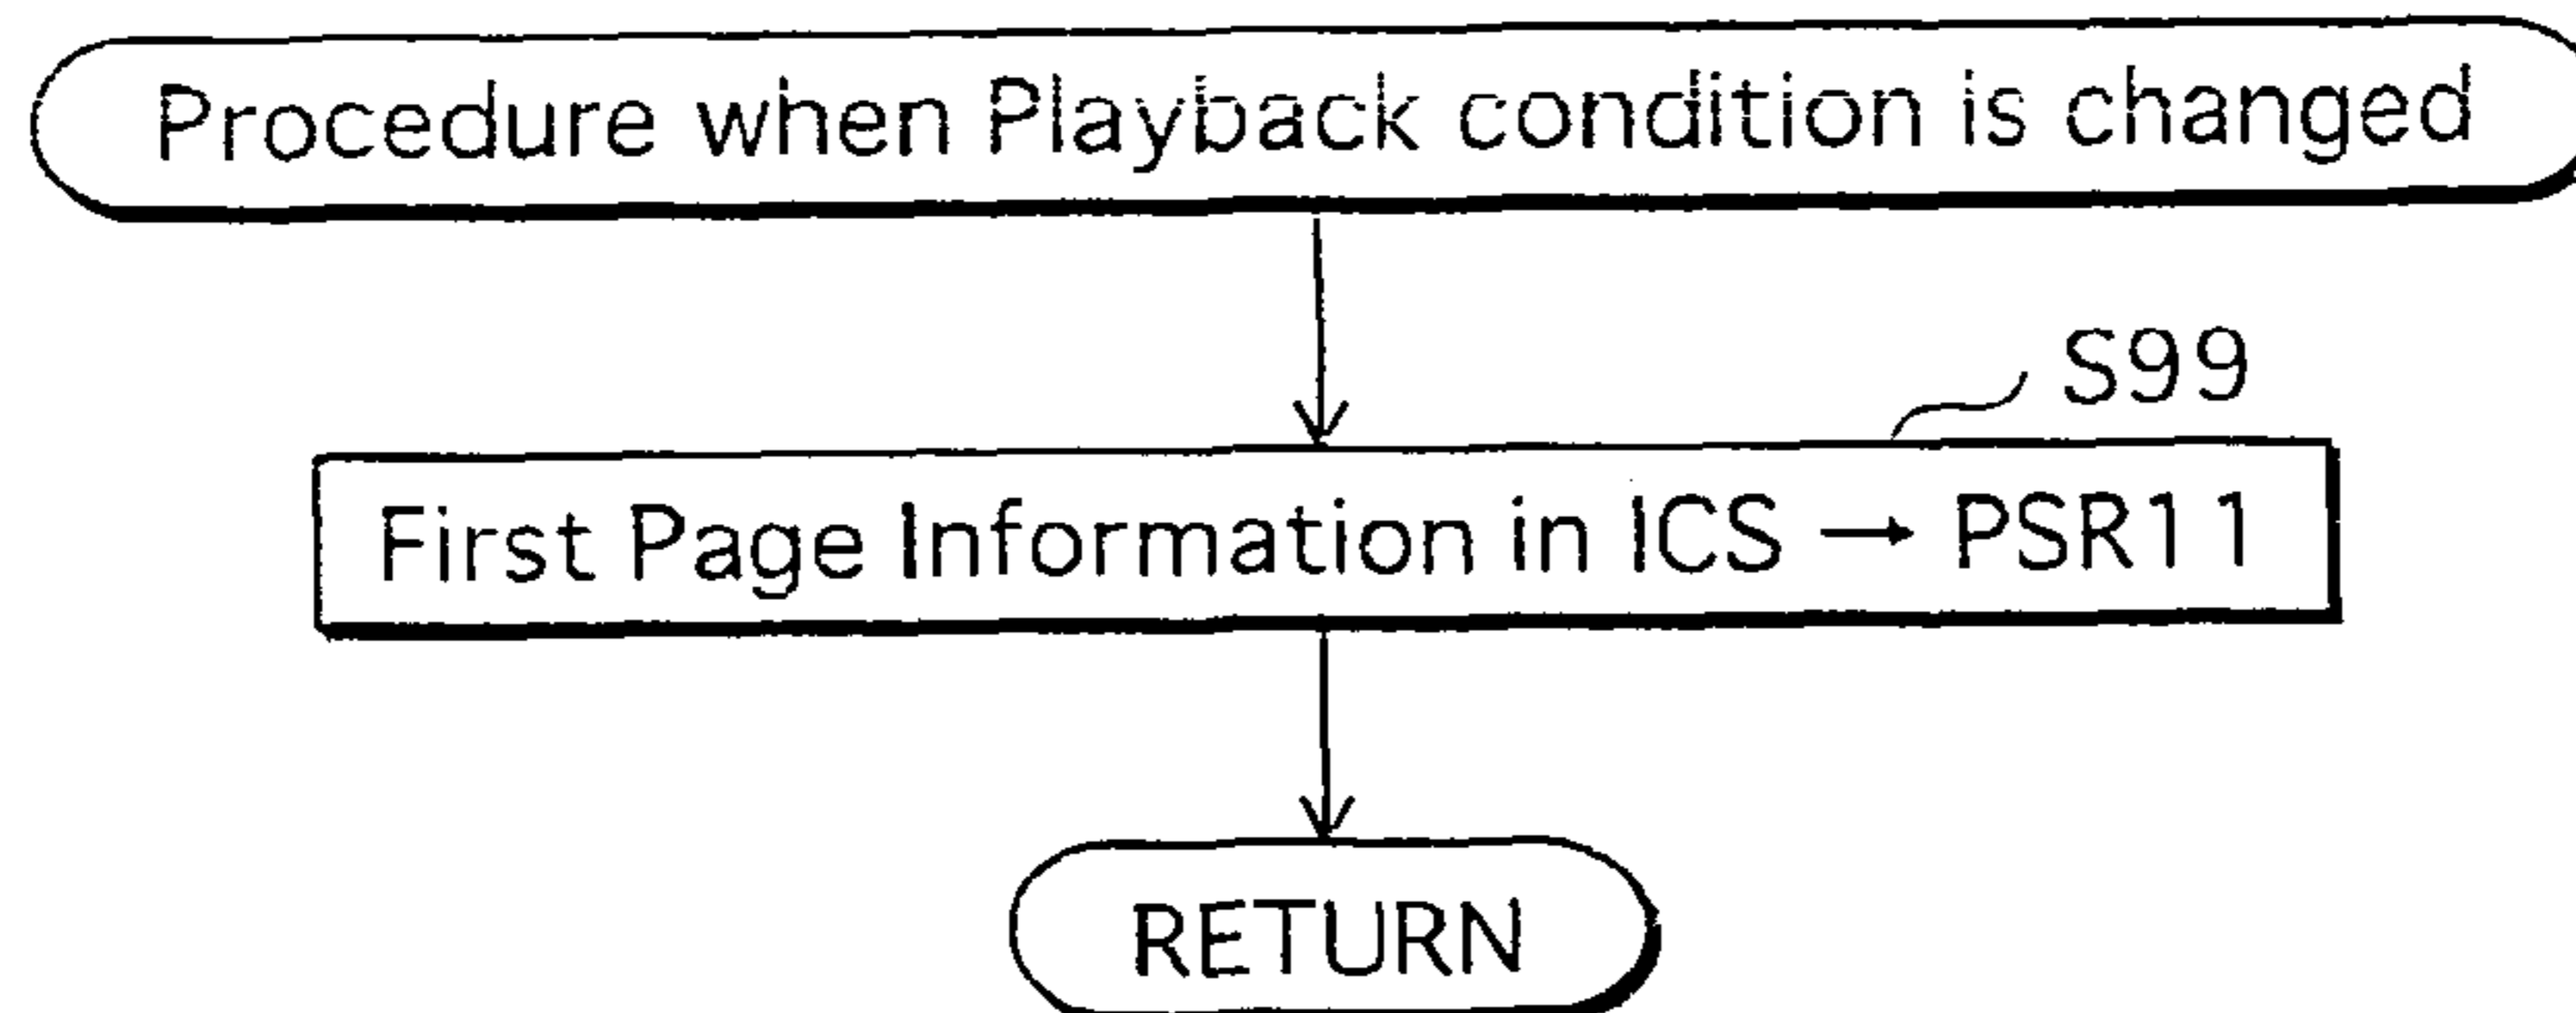 Procedure when Playback condition is changed
S99
First Page Information in ICS → PSR11
RETURN